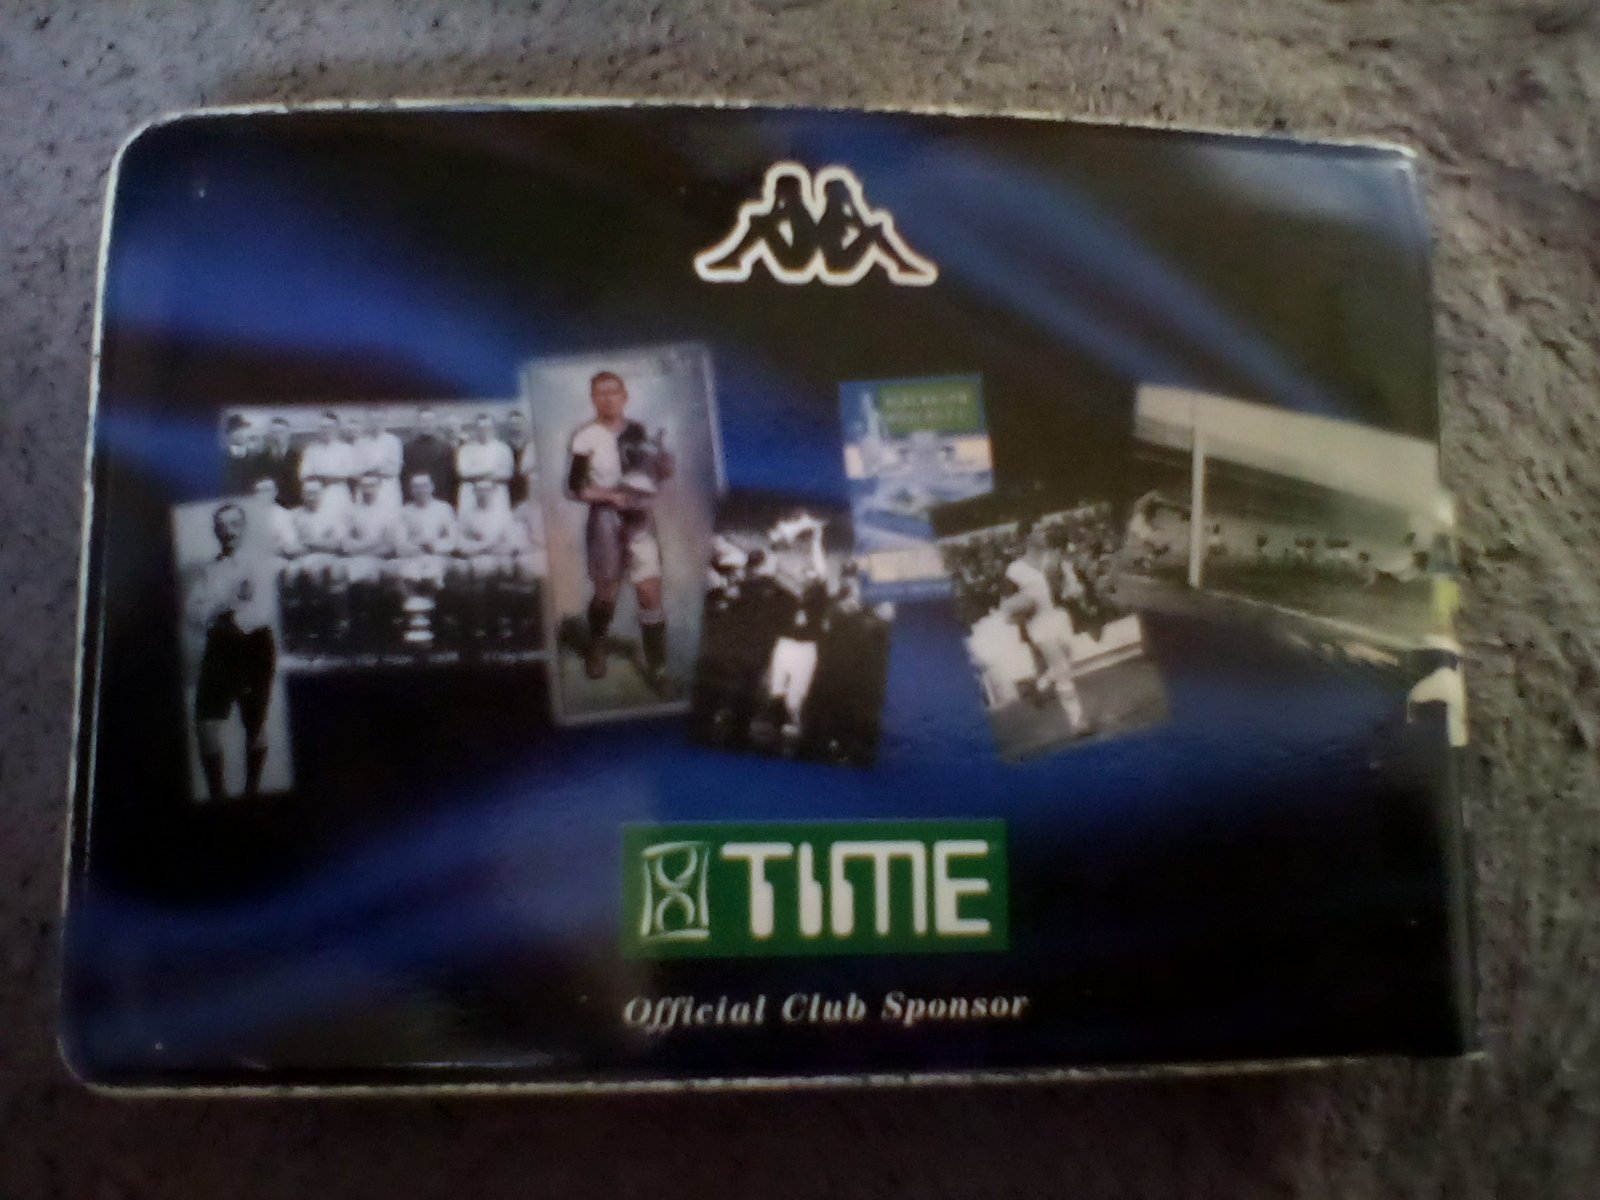 TIME
Official Club Sponsor